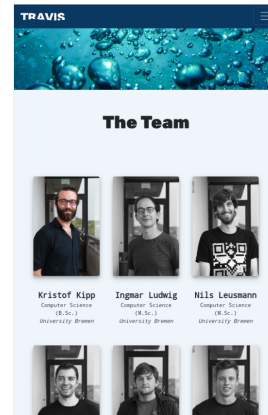 TRAVIS
The Team
Kristof Kipp
Computer Science
(B.Sc.)
University Bremen
Ingmar Ludwig
Computer Science
(M.Sc.)
University Bremen
Nils Leusmann
Computer Science
(M.Sc.)
University Bremen